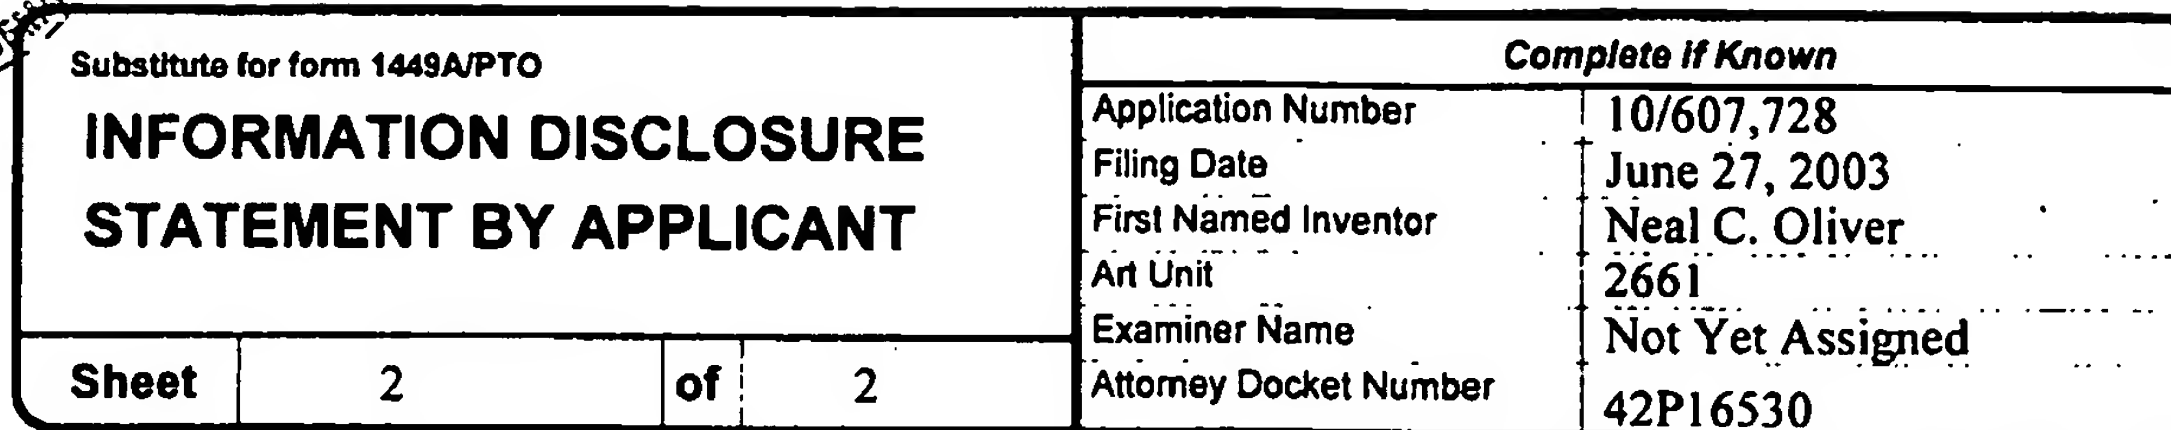 Substitute for form 1449A/PTO
INFORMATION DISCLOSURE
STATEMENT BY APPLICANT
Sheet 2 of 2
Complete if Known
Application Number 10/607,728
Filing Date June 27, 2003
First Named Inventor Neal C. Oliver
Art Unit 2661
Examiner Name Not Yet Assigned
Attorney Docket Number 42P16530